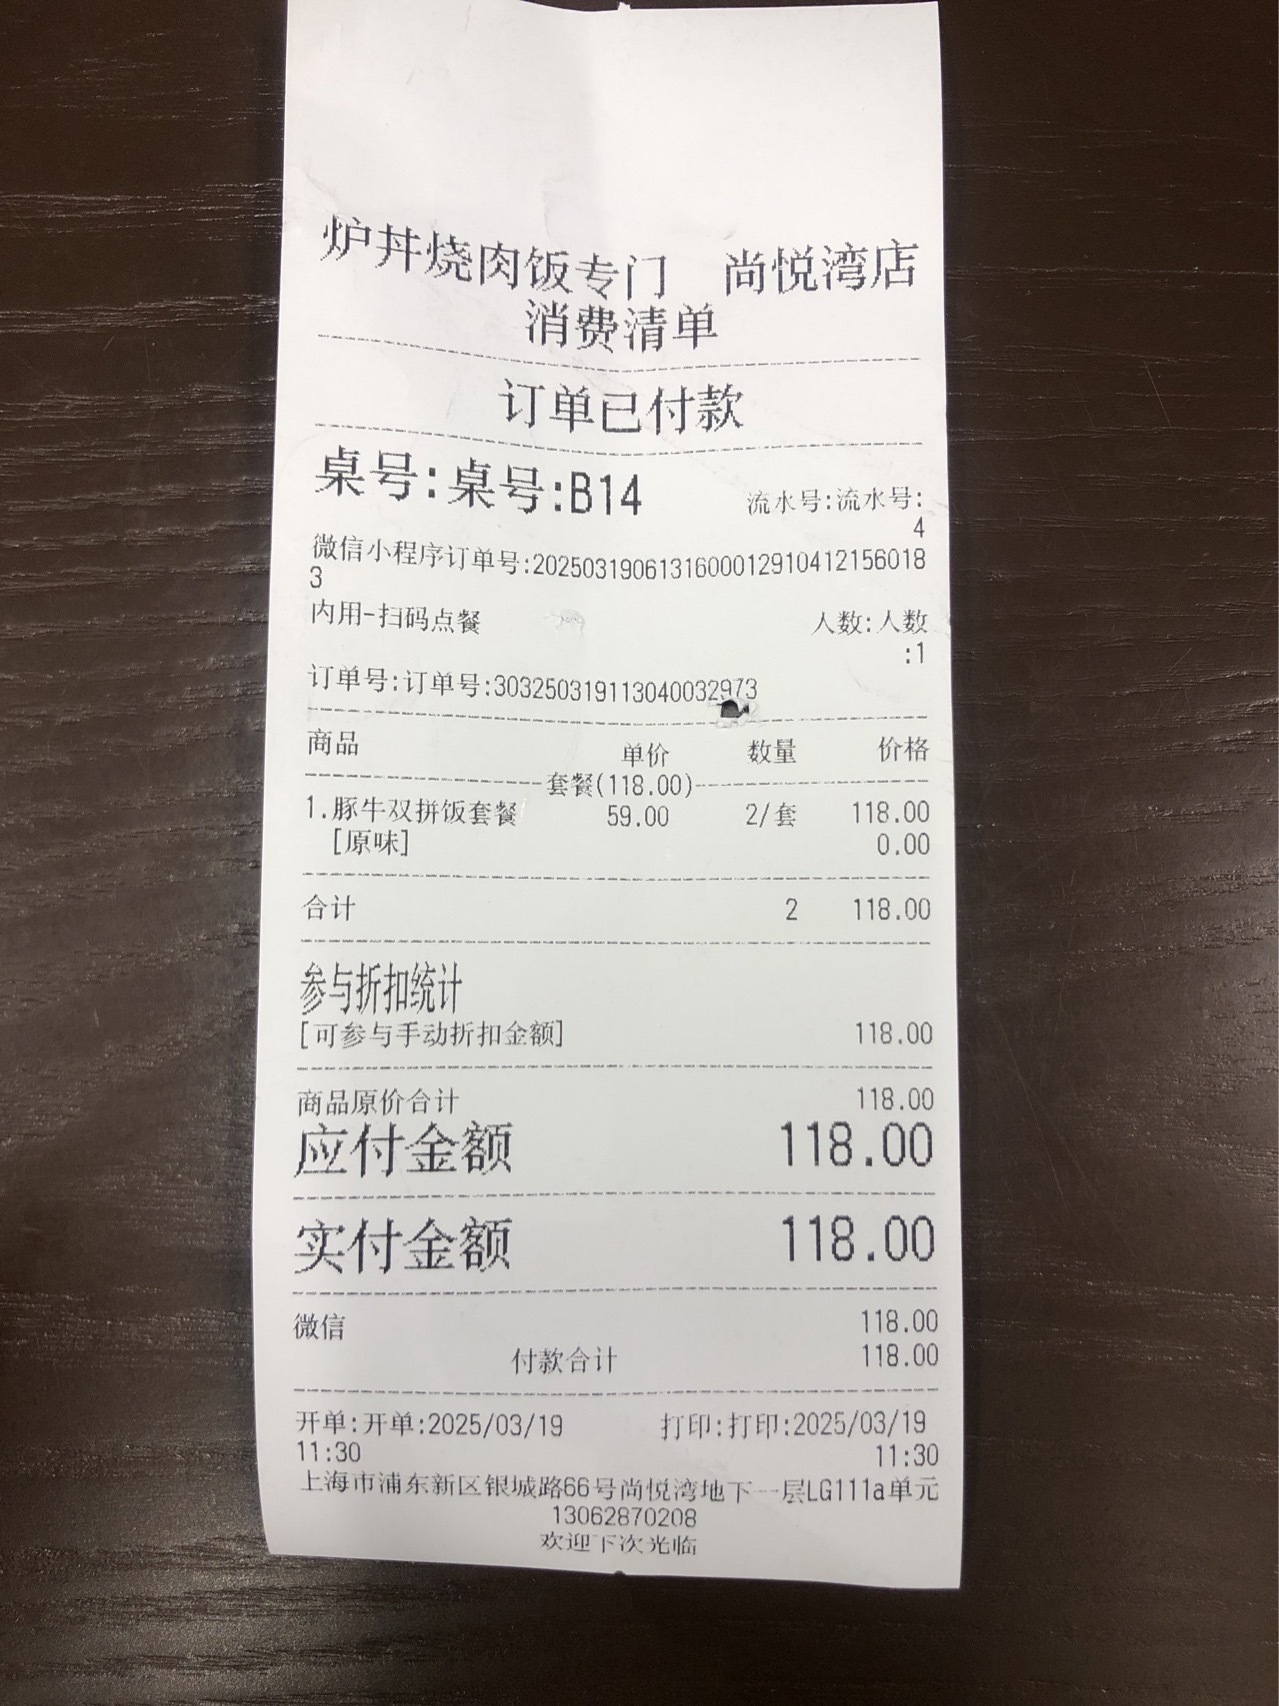 炉丼烧肉饭专门 尚悦湾店
消费清单
订单已付款
桌号:桌号:B14 流水号:流水号:
4
微信小程序订单号:2025031906131600012910412156018
3
内用-扫码点餐 人数:人数
:1
订单号:订单号:303250319113040032973
商品 单价 数量 价格
套餐(118.00)
1.豚牛双拼饭套餐 59.00 2/套 118.00
[原味] 0.00
合计 2 118.00
参与折扣统计
[可参与手动折扣金额] 118.00
商品原价合计 118.00
应付金额 118.00
实付金额 118.00
微信 118.00
付款合计 118.00
开单:开单:2025/03/19 打印:打印:2025/03/19
11:30 11:30
上海市浦东新区银城路66号尚悦湾地下一层LG111a单元
13062870208
欢迎下次光临